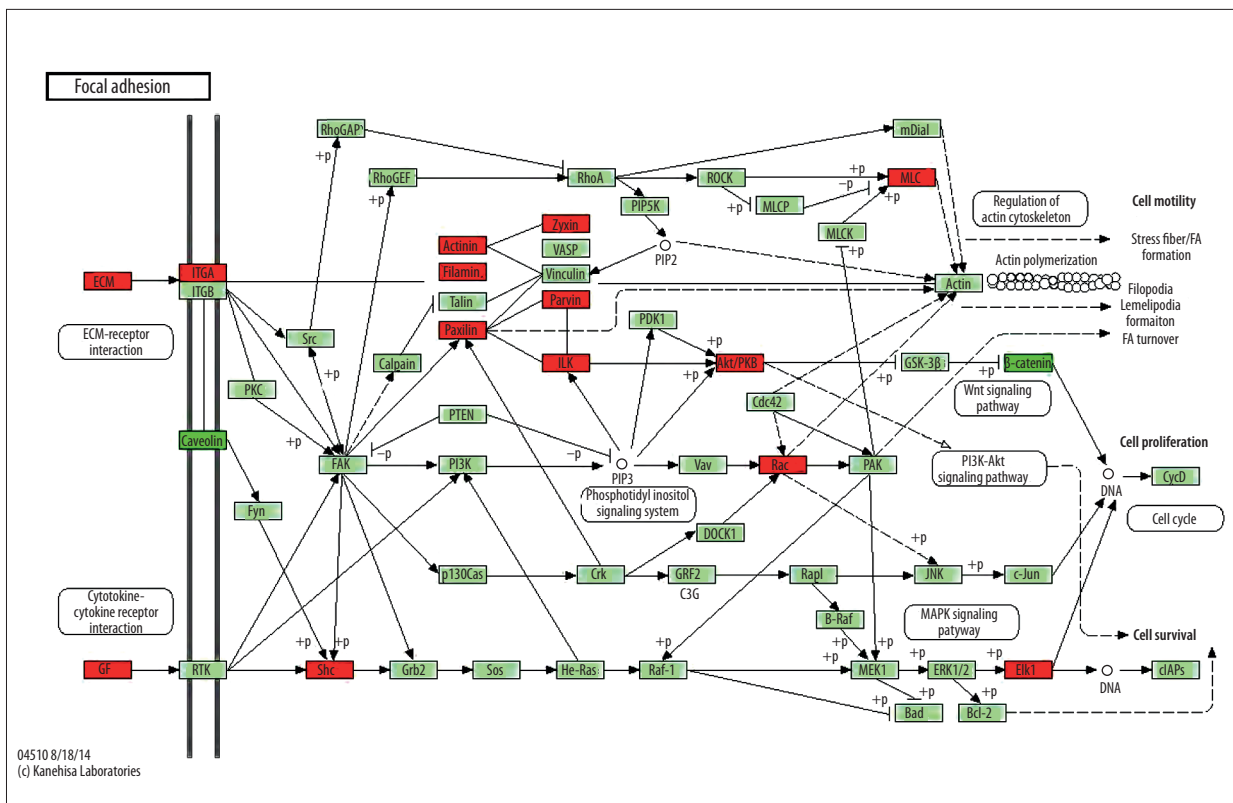 Focal adhesion
RhoGAP
mDial
+p
RhoGEF
RhoA
ROCK
+p
MLC
-p
+p
PIP5K
+p
MLCP
+p
MLCK
+p
Regulation of
actin cytoskeleton
Cell motility
Stress fiber/FA
formation
Zyxin
Actinin
VASP
PIP2
Filamin
Vinculin
Actin polymerization
ECM
ITGA
ITGB
Talin
Parvin
Actin
Filopodia
Lemelipodia
formaiton
FA turnover
ECM-receptor
interaction
Src
Paxilin
PDK1
+p
Calpain
ILK
Akt/PKB
+p
+p
GSK-3β
+p
β-catenin
+p
PKC
Wnt signaling
pathway
PTEN
Cdc42
Caveolin
+p
-p
-p
Cell proliferation
FAK
PI3K
PIP3
Vav
Rac
PAK
PI3K-Akt
signaling pathway
DNA
CycD
Phosphotidyl inositol
signaling system
Fyn
DOCK1
Cell cycle
+p
p130Cas
Crk
GRF2
C3G
RapI
JNK
+p
c-Jun
Cytotokine-
cytokine receptor
interaction
B-Raf
MAPK signaling
patyway
+p
+p
+p
+p
+p
Cell survival
GF
RTK
Shc
Grb2
Sos
He-Ras
Raf-1
+p
MEK1
+p
ERK1/2
+p
Elk1
DNA
cIAPs
+p
+p
+p
Bad
Bcl-2
04510 8/18/14
(c) Kanehisa Laboratories